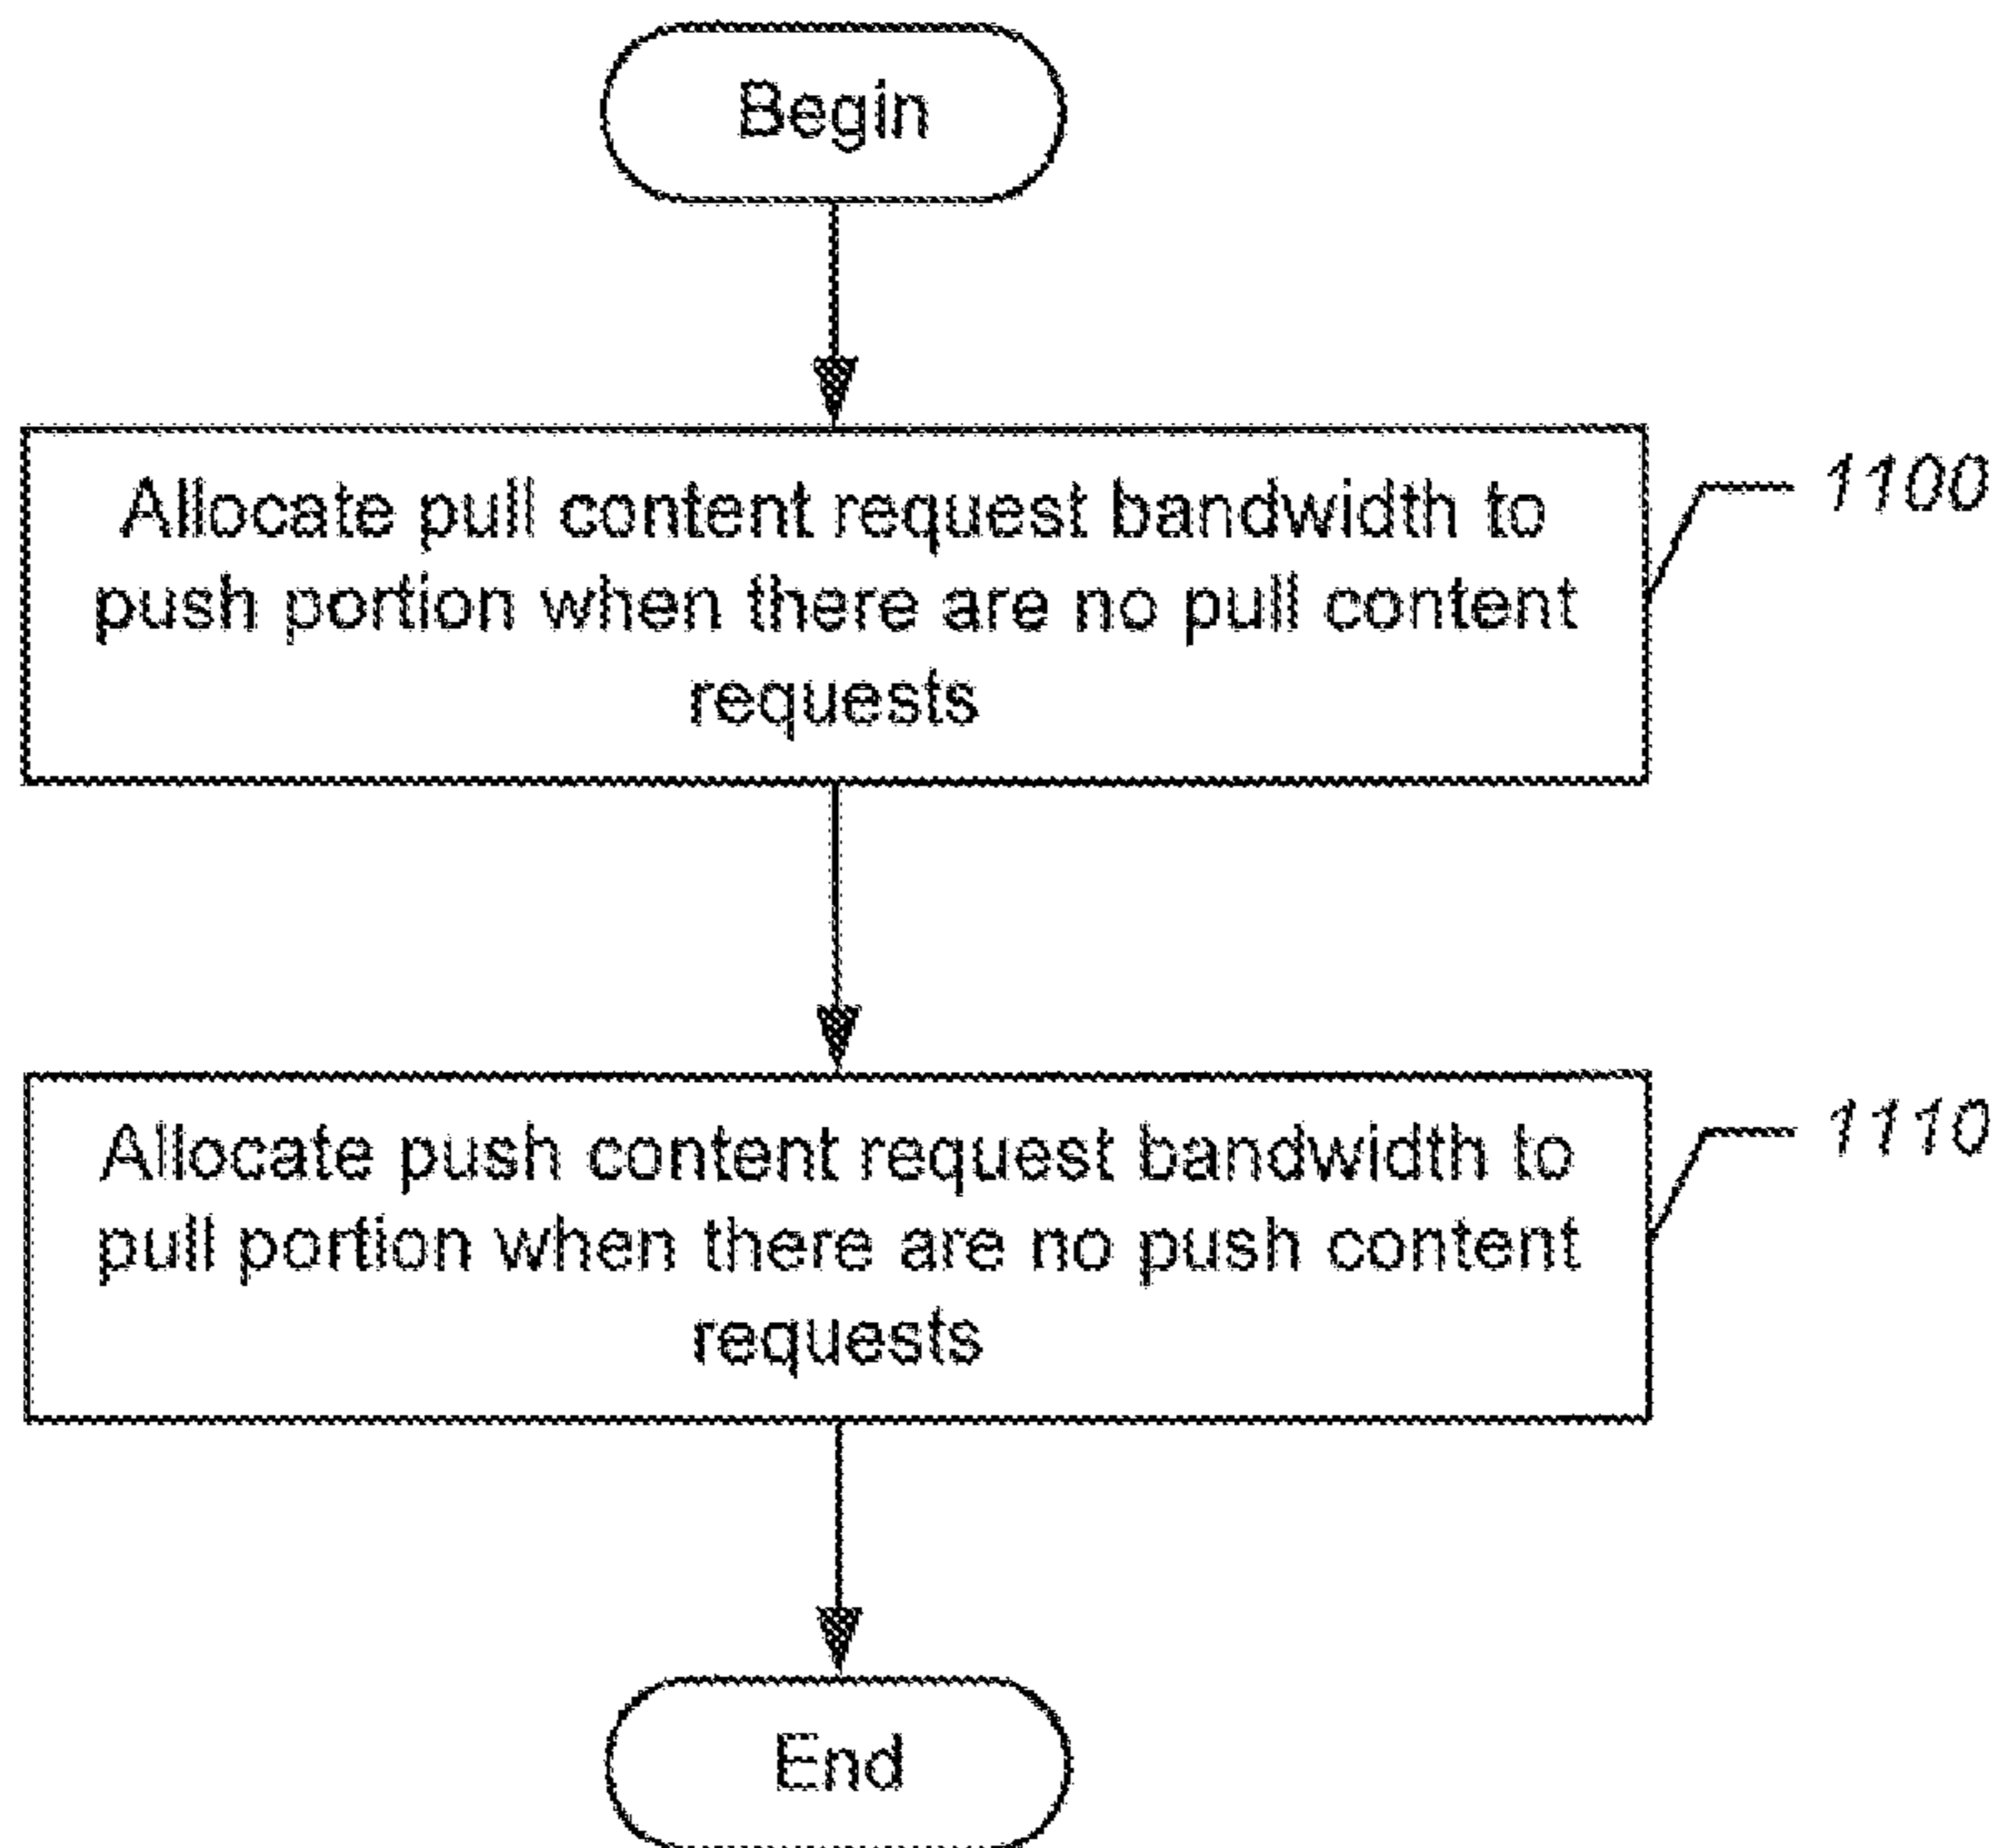 Begin
Allocate pull content request bandwidth to
push portion when there are no pull content
requests
1100
Allocate push content request bandwidth to
pull portion when there are no push content
requests
1110
End